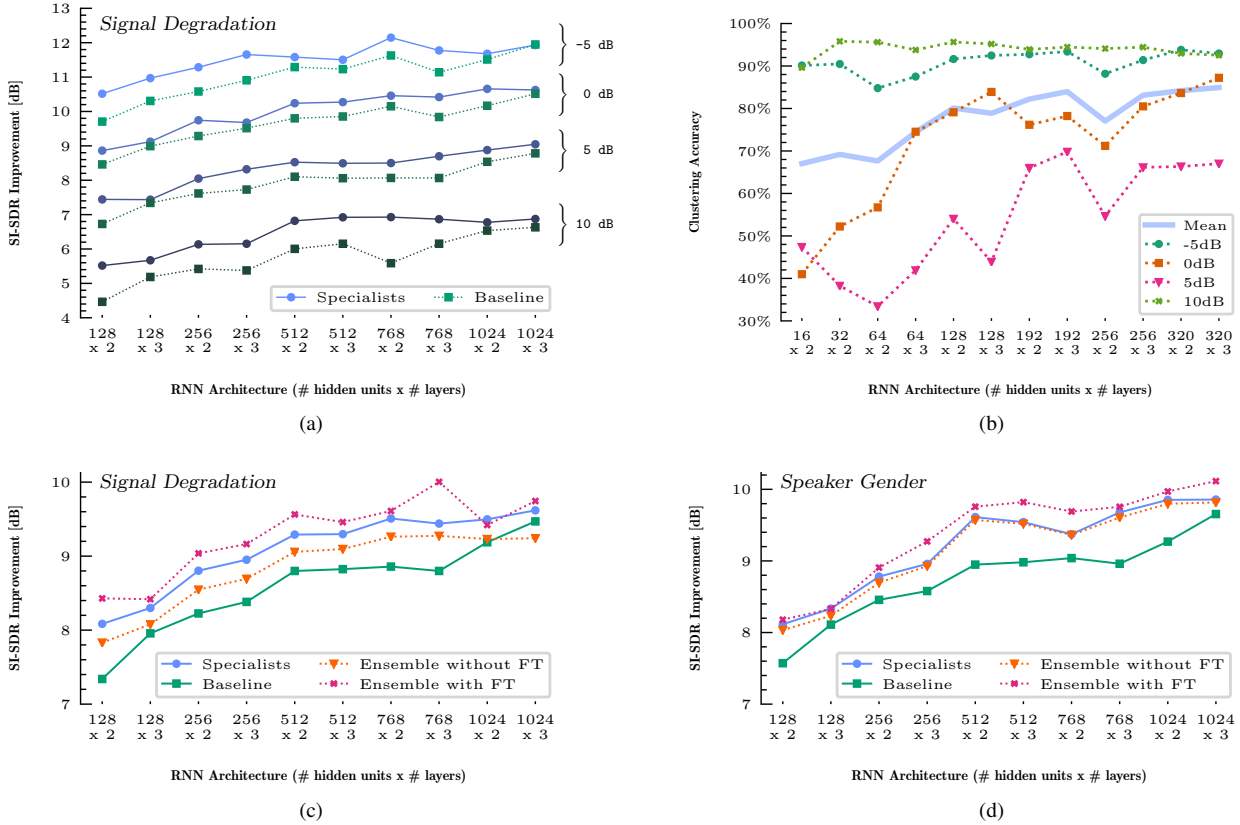 Signal Degradation
SI-SDR Improvement [dB]
13
12
11
10
9
8
7
6
5
4
−5 dB
0 dB
5 dB
10 dB
Specialists
Baseline
128 x 2
128 x 3
256 x 2
256 x 3
512 x 2
512 x 3
768 x 2
768 x 3
1024 x 2
1024 x 3
RNN Architecture (# hidden units x # layers)
(a)
Clustering Accuracy
100%
90%
80%
70%
60%
50%
40%
30%
Mean
-5dB
0dB
5dB
10dB
16 x 2
32 x 2
64 x 2
64 x 3
128 x 2
128 x 3
192 x 2
192 x 3
256 x 2
256 x 3
320 x 2
320 x 3
RNN Architecture (# hidden units x # layers)
(b)
Signal Degradation
SI-SDR Improvement [dB]
10
9
8
7
Specialists
Baseline
Ensemble without FT
Ensemble with FT
128 x 2
128 x 3
256 x 2
256 x 3
512 x 2
512 x 3
768 x 2
768 x 3
1024 x 2
1024 x 3
RNN Architecture (# hidden units x # layers)
(c)
Speaker Gender
SI-SDR Improvement [dB]
10
9
8
7
Specialists
Baseline
Ensemble without FT
Ensemble with FT
128 x 2
128 x 3
256 x 2
256 x 3
512 x 2
512 x 3
768 x 2
768 x 3
1024 x 2
1024 x 3
RNN Architecture (# hidden units x # layers)
(d)